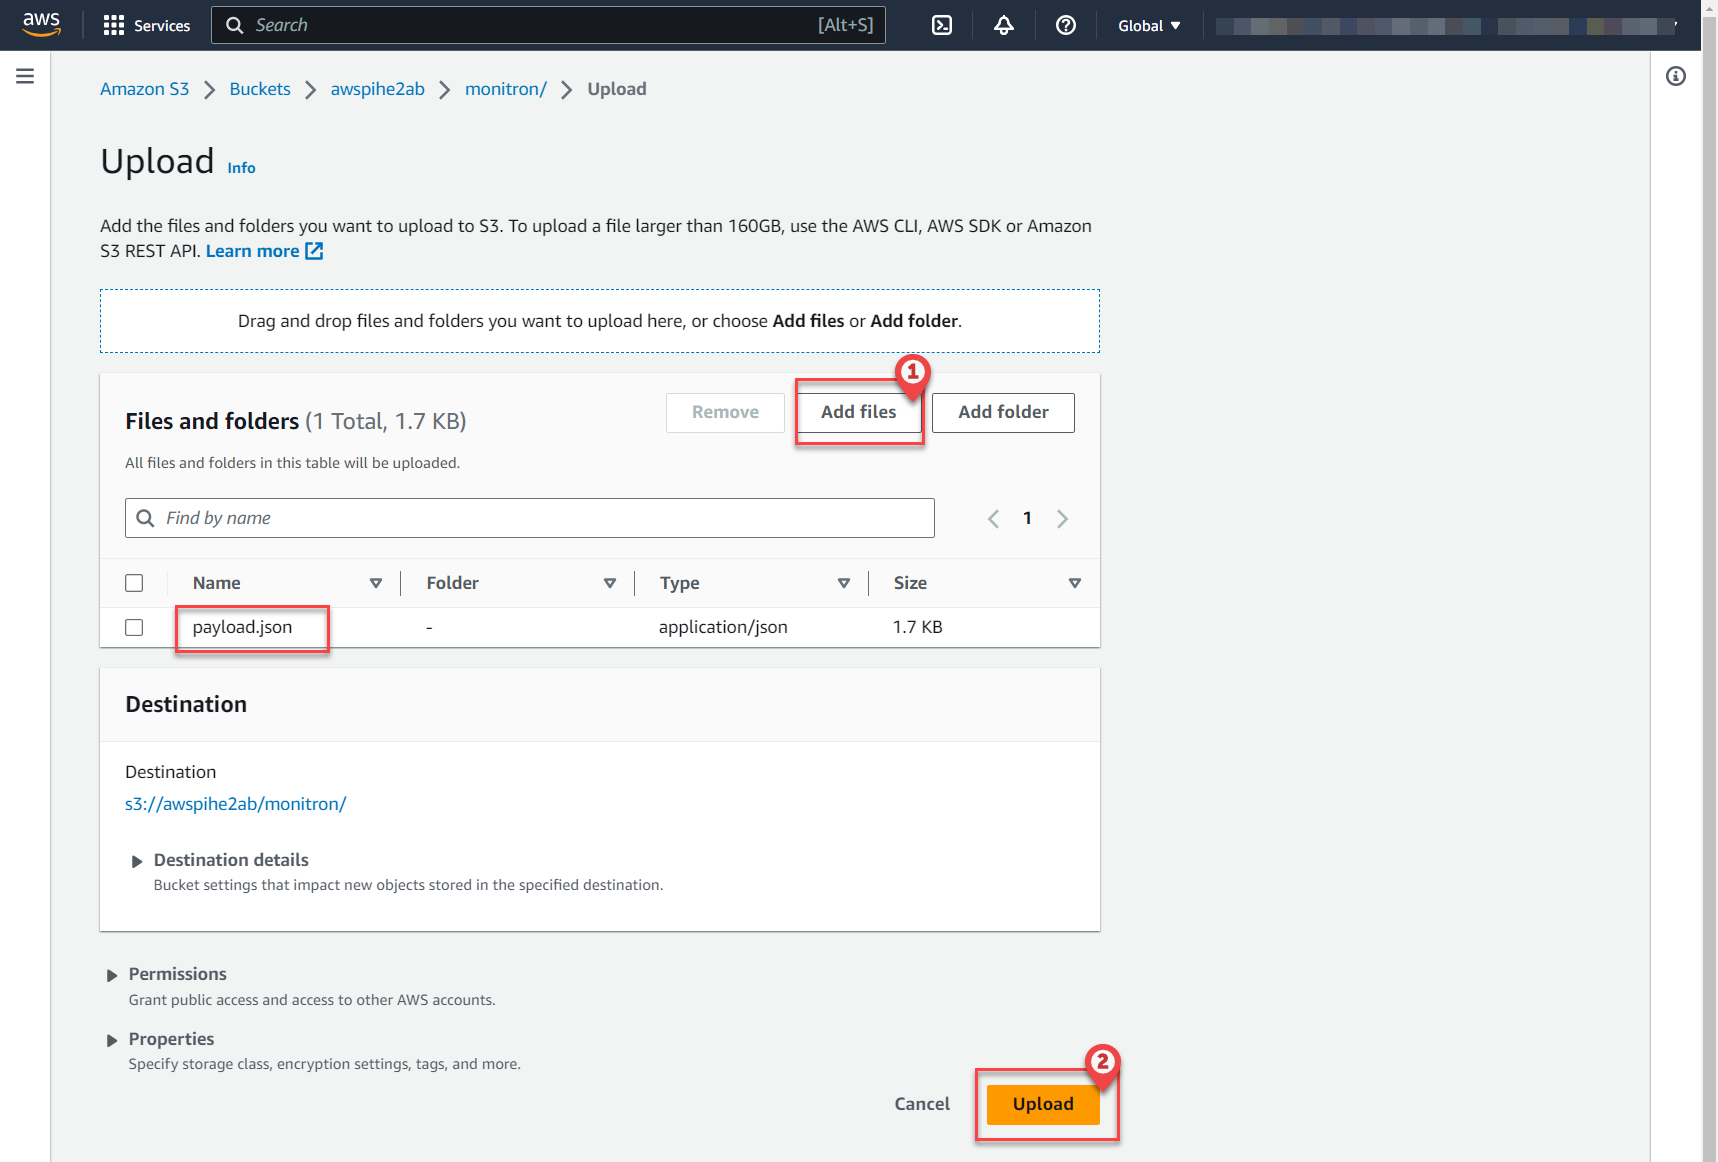 aws Services Search [Alt+S] Global
Amazon S3 Buckets awspihe2ab monitron/ Upload
Upload Info
Add the files and folders you want to upload to S3. To upload a file larger than 160GB, use the AWS CLI, AWS SDK or Amazon
S3 REST API. Learn more
Drag and drop files and folders you want to upload here, or choose Add files or Add folder.
1
Files and folders (1 Total, 1.7 KB) Remove Add files Add folder
All files and folders in this table will be uploaded.
Find by name 1
Name Folder Type Size
payload.json - application/json 1.7 KB
Destination
Destination
s3://awspihe2ab/monitron/
Destination details
Bucket settings that impact new objects stored in the specified destination.
Permissions
Grant public access and access to other AWS accounts.
Properties
Specify storage class, encryption settings, tags, and more.
2
Cancel Upload